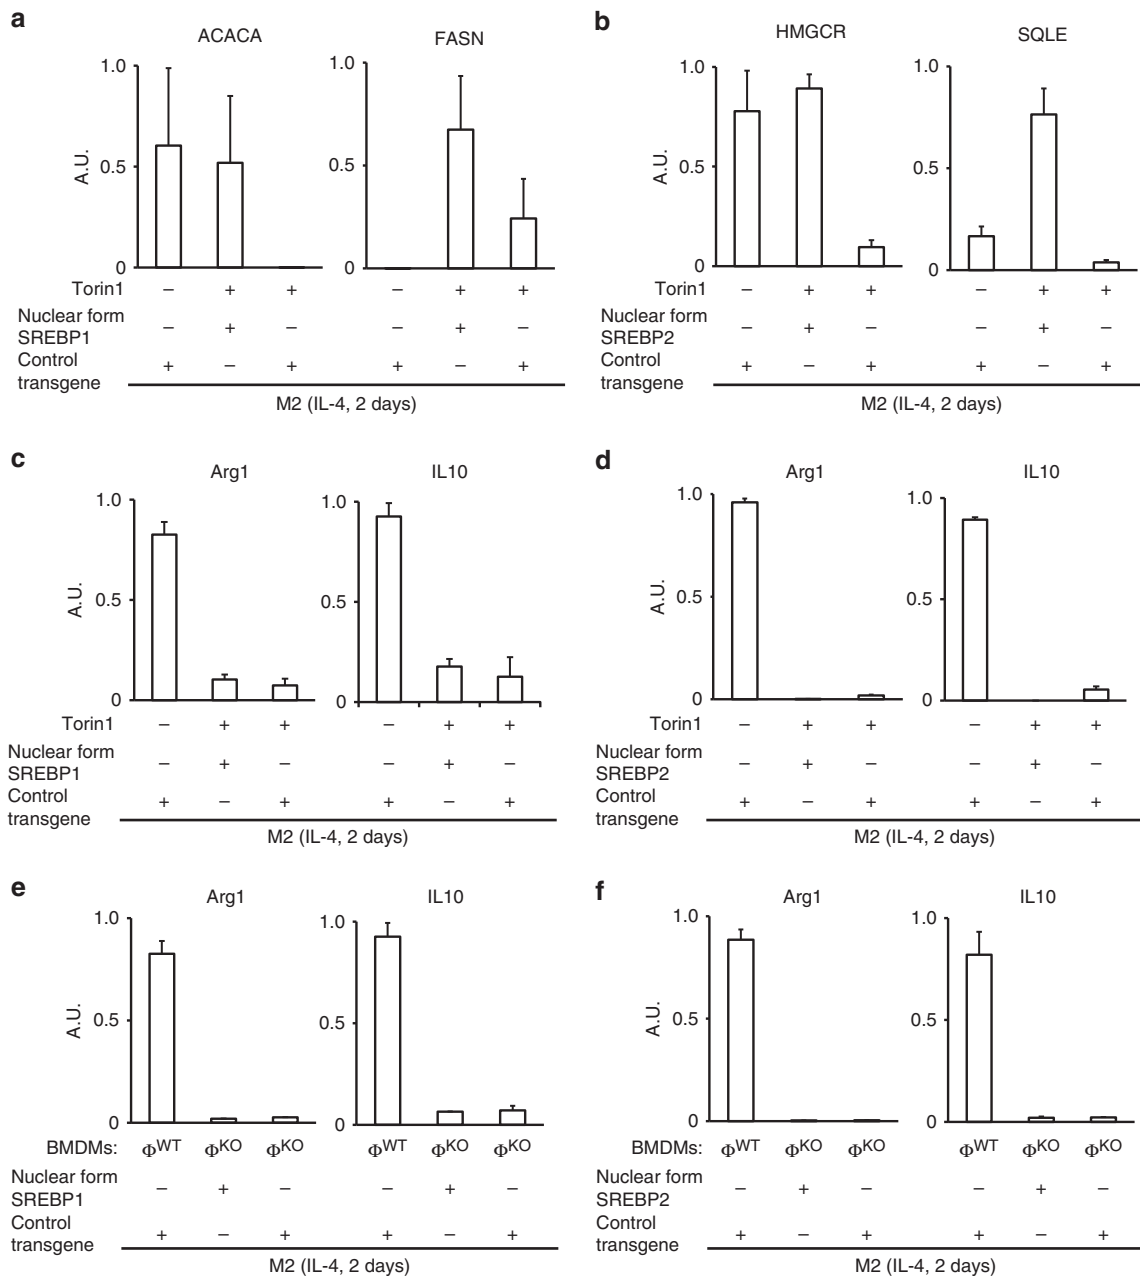 a
ACACA
FASN
A.U.
1.0
0.5
0
1.0
0.5
0
Torin1 – + + – + +
Nuclear form
SREBP1 – + – – + –
Control
transgene + – + + – +
M2 (IL-4, 2 days)
b
HMGCR
SQLE
A.U.
1.0
0.5
0
1.0
0.5
0
Torin1 – + + – + +
Nuclear form
SREBP2 – + – – + –
Control
transgene + – + + – +
M2 (IL-4, 2 days)
c
Arg1
IL10
A.U.
1.0
0.5
0
1.0
0.5
0
Torin1 – + + – + +
Nuclear form
SREBP1 – + – – + –
Control
transgene + – + + – +
M2 (IL-4, 2 days)
d
Arg1
IL10
A.U.
1.0
0.5
0
1.0
0.5
0
Torin1 – + + – + +
Nuclear form
SREBP2 – + – – + –
Control
transgene + – + + – +
M2 (IL-4, 2 days)
e
Arg1
IL10
A.U.
1.0
0.5
0
1.0
0.5
0
BMDMs: ΦWT ΦKO ΦKO ΦWT ΦKO ΦKO
Nuclear form
SREBP1 – + – – + –
Control
transgene + – + + – +
M2 (IL-4, 2 days)
f
Arg1
IL10
A.U.
1.0
0.5
0
1.0
0.5
0
BMDMs: ΦWT ΦKO ΦKO ΦWT ΦKO ΦKO
Nuclear form
SREBP2 – + – – + –
Control
transgene + – + + – +
M2 (IL-4, 2 days)